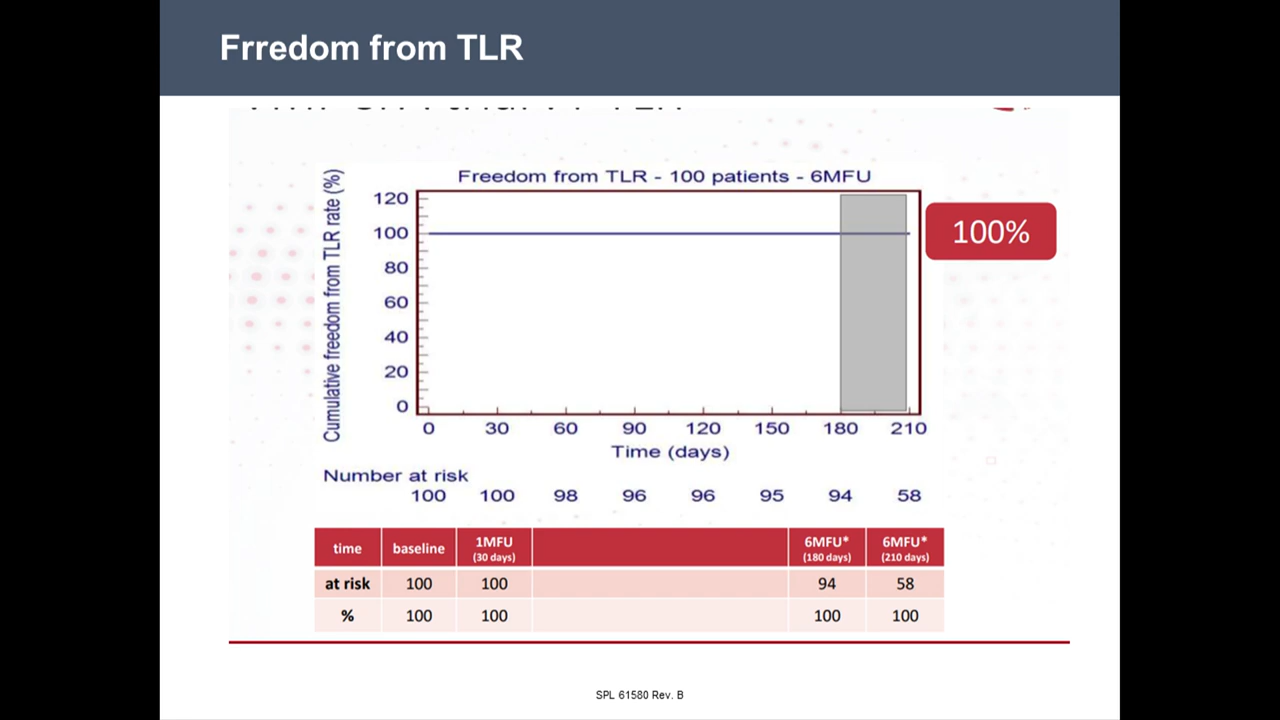 Frredom from TLR
Freedom from TLR - 100 patients - 6MFU
Cumulative freedom from TLR rate (%)
120
100
80
60
40
20
0
100%
0 30 60 90 120 150 180 210
Time (days)
Number at risk
100 100 98 96 96 95 94 58
time baseline 1MFU (30 days) 6MFU* (180 days) 6MFU* (210 days)
at risk 100 100 94 58
% 100 100 100 100
SPL 61580 Rev. B